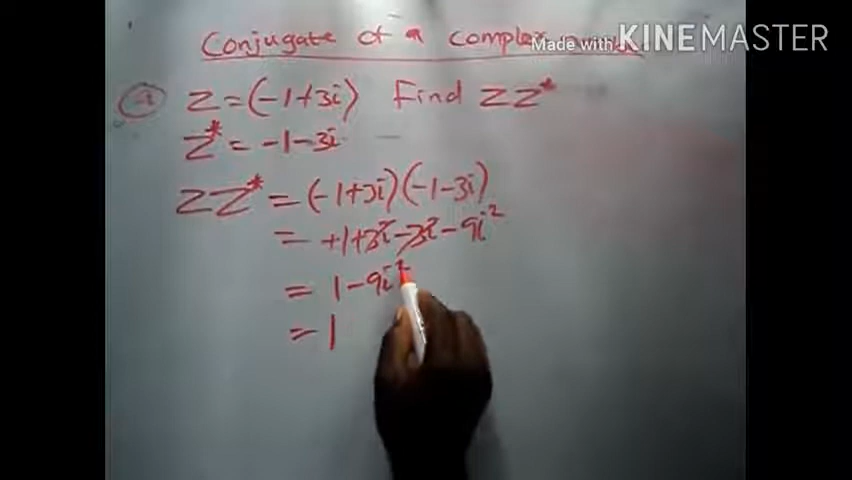 Conjugate of a complex
Made with KINEMASTER
Z = (-1+3i) Find ZZ*
Z* = -1-3i
ZZ* = (-1+3i)(-1-3i)
= +1+3i-3i-9i²
= 1-9i²
= 1